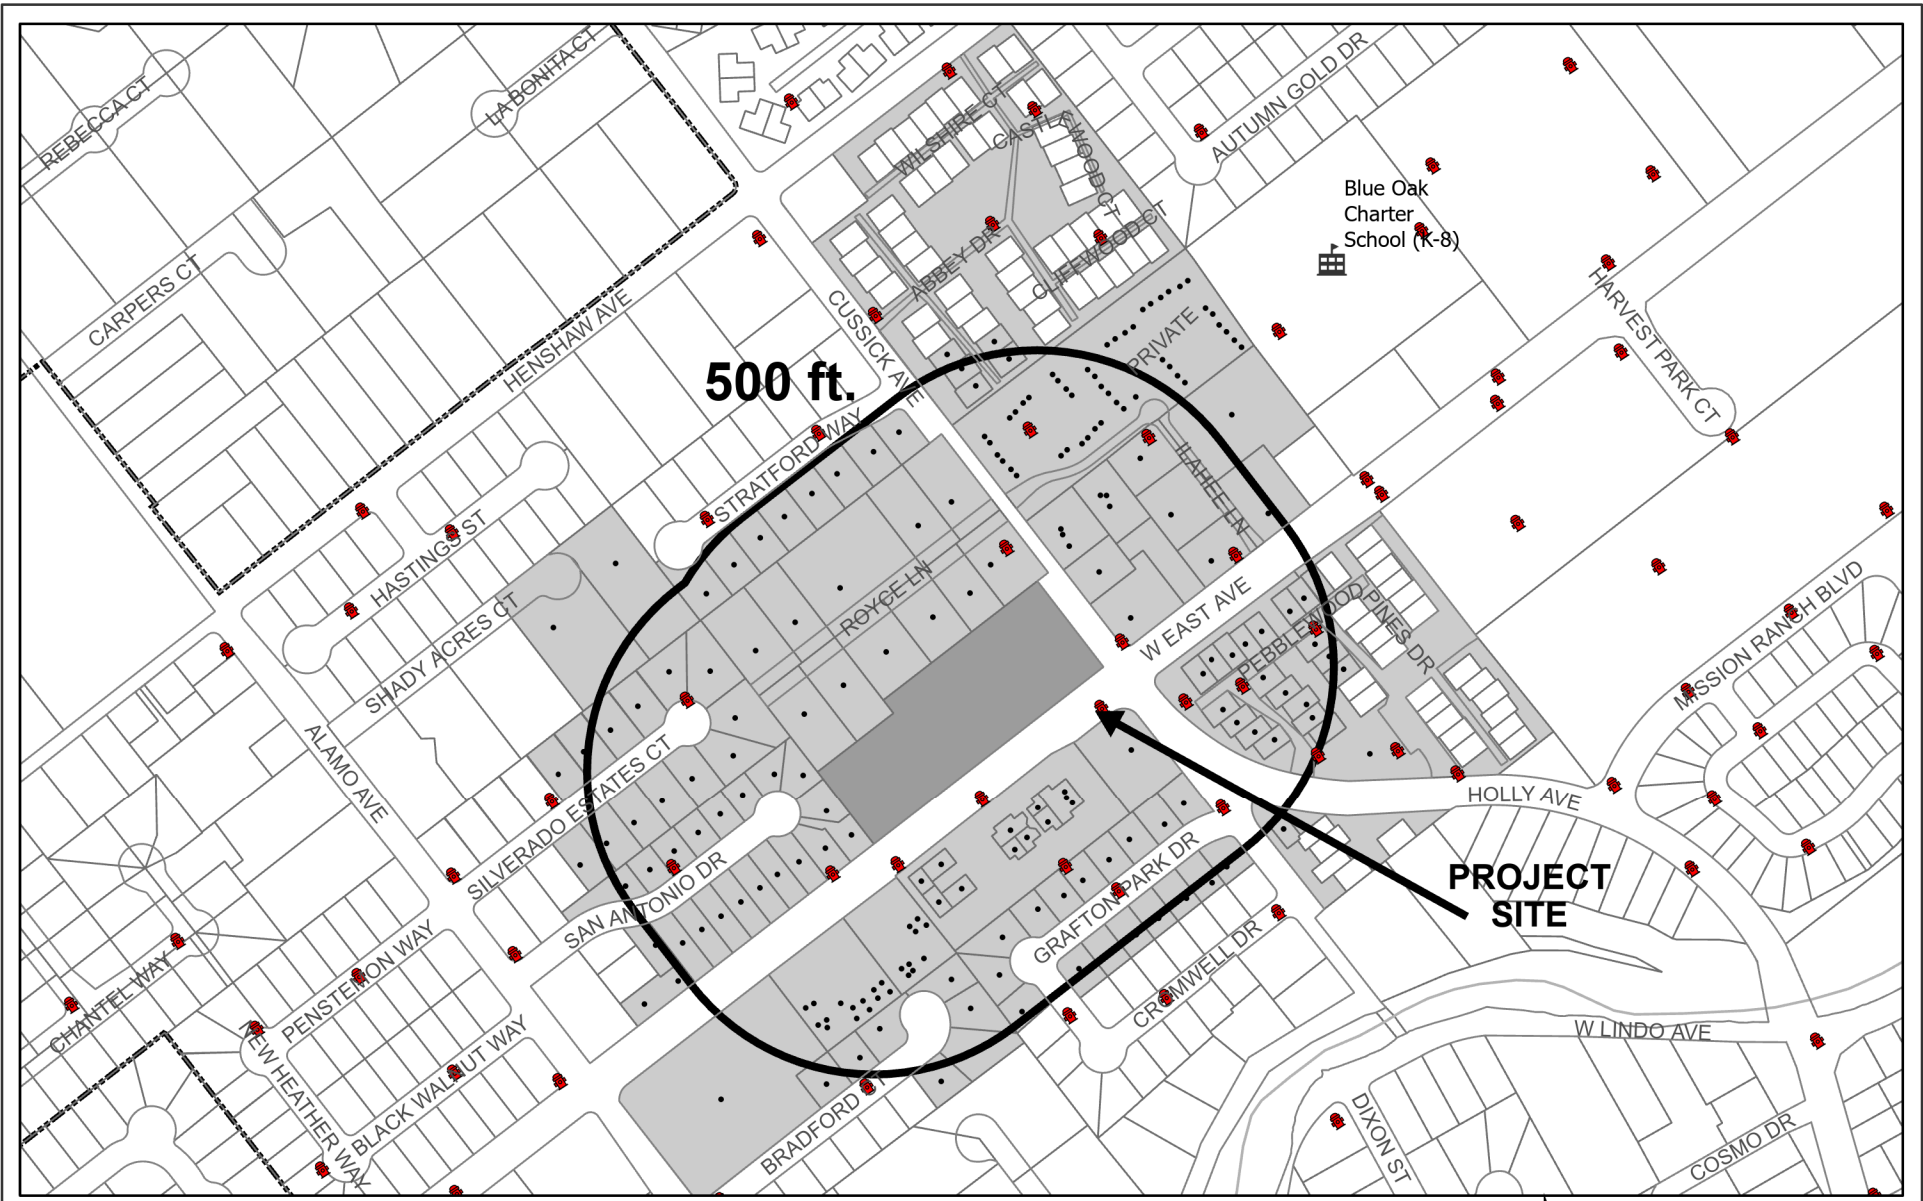 REBECCA CT
LA BONITA CT
AUTUMN GOLD DR
WILSHIRE CT
CASTLEWOOD CT
Blue Oak
Charter
School (K-8)
CARPERS CT
ABBEY DR
CLIFFWOOD CT
HENSHAW AVE
CUSSICK AVE
PRIVATE
HARVEST PARK CT
500 ft.
STRATFORD WAY
ILAHEE LN
HASTINGS ST
SHADY ACRES CT
ROYCE LN
W EAST AVE
PEBBLEWOOD PINES DR
MISSION RANCH BLVD
ALAMO AVE
SILVERADO ESTATES CT
HOLLY AVE
SAN ANTONIO DR
GRAFTON PARK DR
PROJECT
SITE
CHANTEL WAY
PENSTEMON WAY
CROMWELL DR
NEW HEATHER WAY
BLACK WALNUT WAY
W LINDO AVE
BRADFORD CT
DIXON ST
COSMO DR